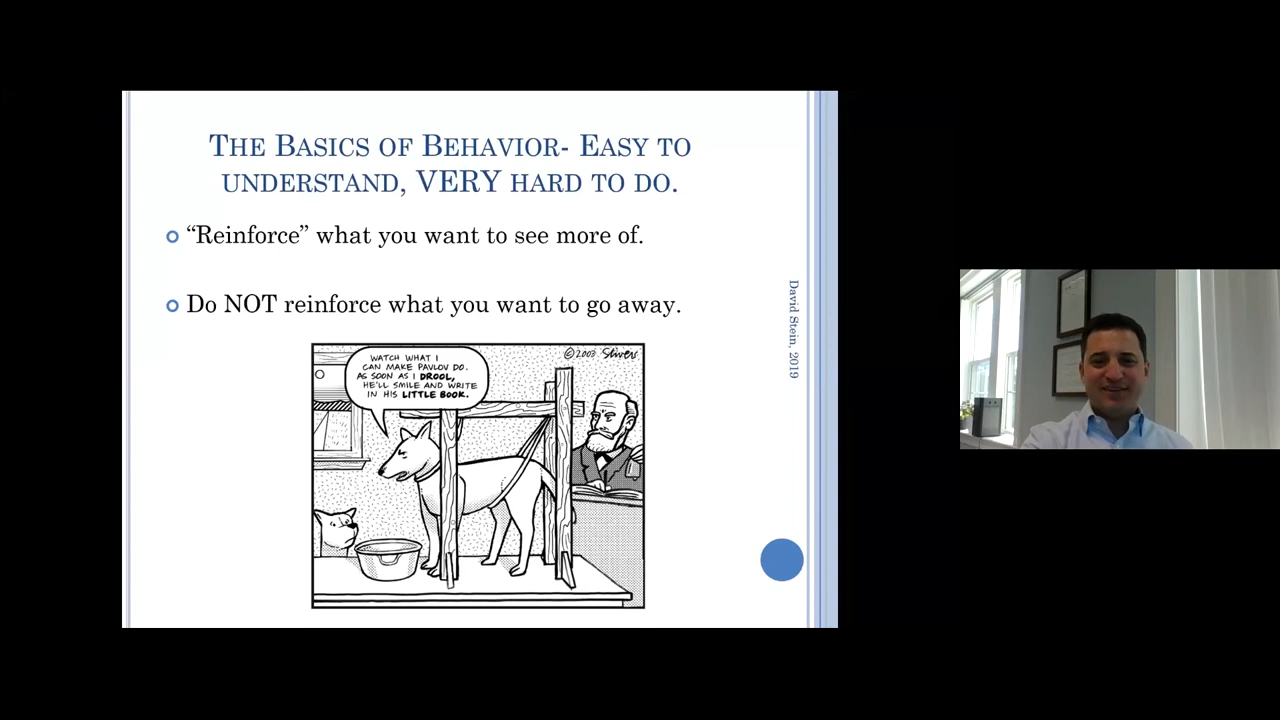 The Basics of Behavior- Easy to
understand, VERY hard to do.
“Reinforce” what you want to see more of.
Do NOT reinforce what you want to go away.
WATCH WHAT I
CAN MAKE PAVLOV DO.
AS SOON AS I DROOL,
HE'LL SMILE AND WRITE
IN HIS LITTLE BOOK.
©2003 Stivers
David Stein, 2019